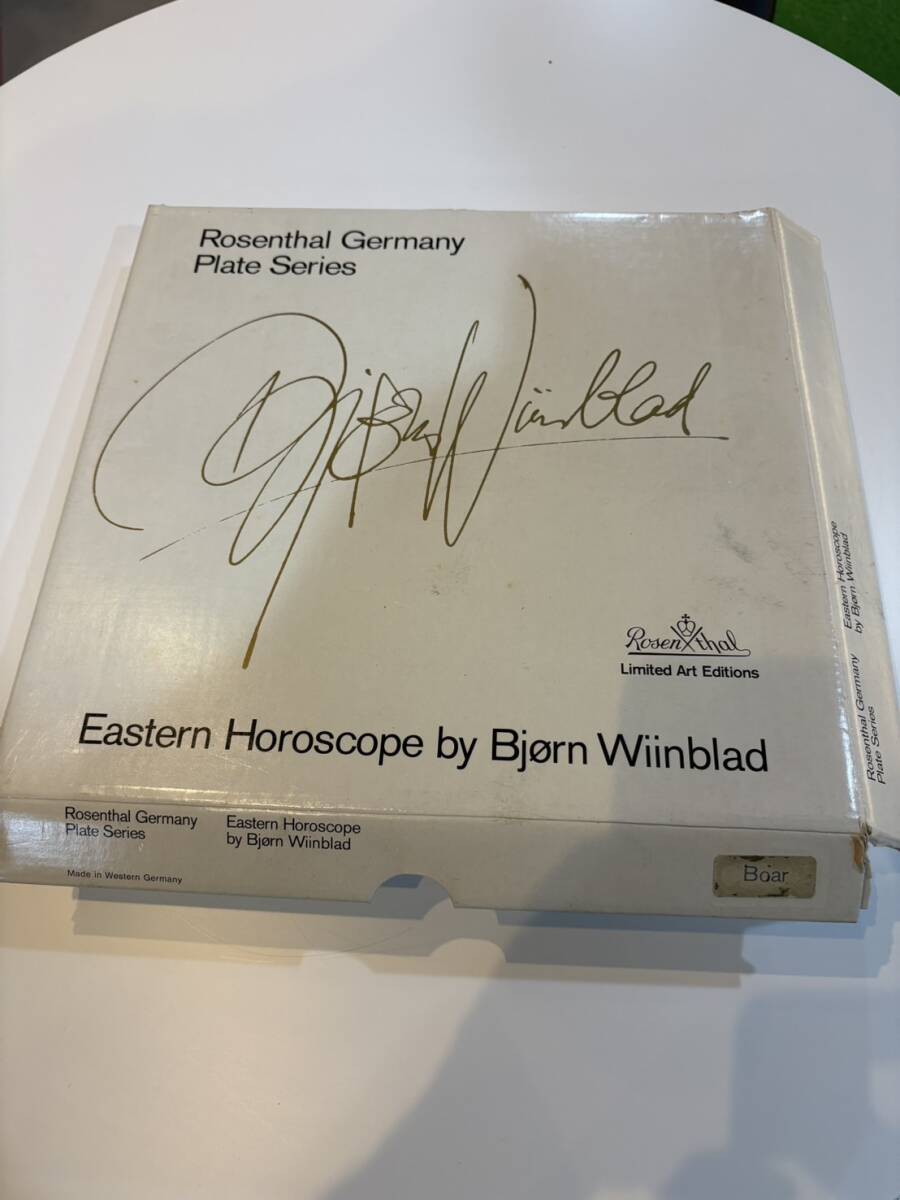 Rosenthal Germany
Plate Series
Bjørn Wiinblad
Rosenthal
Limited Art Editions
Eastern Horoscope by Bjørn Wiinblad
Rosenthal Germany
Plate Series
Eastern Horoscope
by Bjørn Wiinblad
Made in Western Germany
Boar
Rosenthal Germany
Plate Series
Eastern Horoscope
by Bjørn Wiinblad